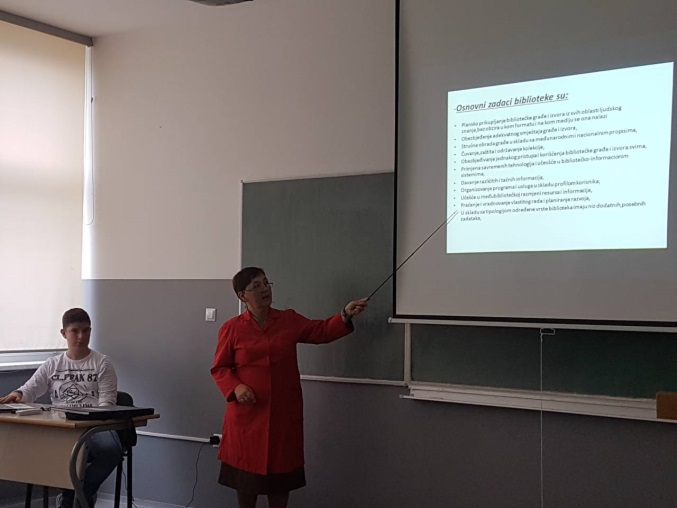 Osnovni zadaci biblioteke su:
Plansko prikupljanje bibliotečke građe i izvora iz svih oblasti ljudskog
znanja, bez obzira u kom formatu i na kom mediju se ona nalazi
Obezbjeđenje adekvatnog smještaja građe i izvora,
Stručna obrada građe u skladu sa međunarodnim i nacionalnim propisima,
Čuvanje, zaštita i održavanje kolekcije,
Obezbjeđivanje jednakog pristupa i korišćenja bibliotečke građe i izvora svima,
Primjena savremenih tehnologija i učešće u bibliotečko-informacionim
sistemima,
Davanje različitih i tačnih informacija,
Organizovanje programa i usluga u skladu profilom korisnika,
Učešće u međubibliotečkoj razmjeni resursa i informacija,
Praćenje i vrednovanje vlastitog rada i planiranje razvoja,
U skladu sa tipologijom određene vrste biblioteka imaju niz dodatnih, posebnih
zadataka,
87